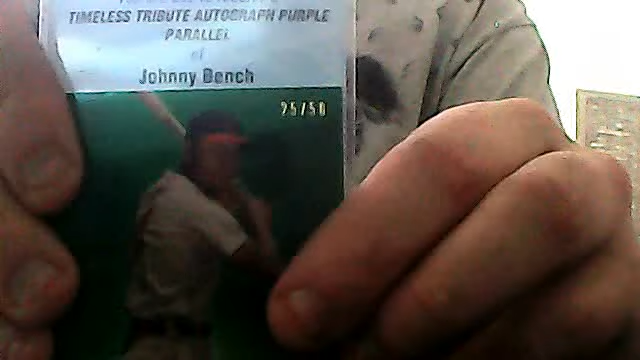 TIMELESS TRIBUTE AUTOGRAPH PURPLE
PARALLEL
of
Johnny Bench
25/50